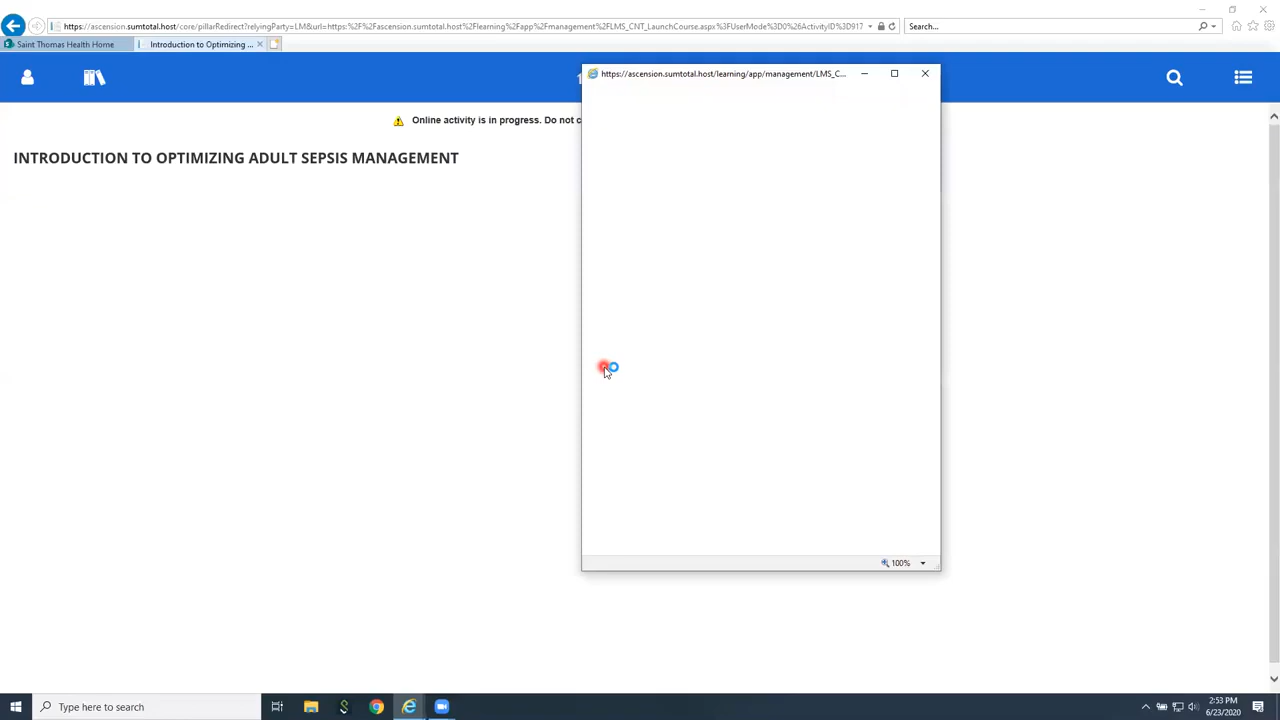 https://ascension.sumtotal.host/core/pillarRedirect?relyingParty=LM&url=https:%2F%2Fascension.sumtotal.host%2Flearning%2Fapp%2Fmanagement%2FLMS_CNT_LaunchCourse.aspx%3FUserMode%3D0%26ActivityID%3D917
Search...
Saint Thomas Health Home
Introduction to Optimizing ...
https://ascension.sumtotal.host/learning/app/management/LMS_C...
Online activity is in progress. Do not c
INTRODUCTION TO OPTIMIZING ADULT SEPSIS MANAGEMENT
100%
Type here to search
2:53 PM
6/23/2020